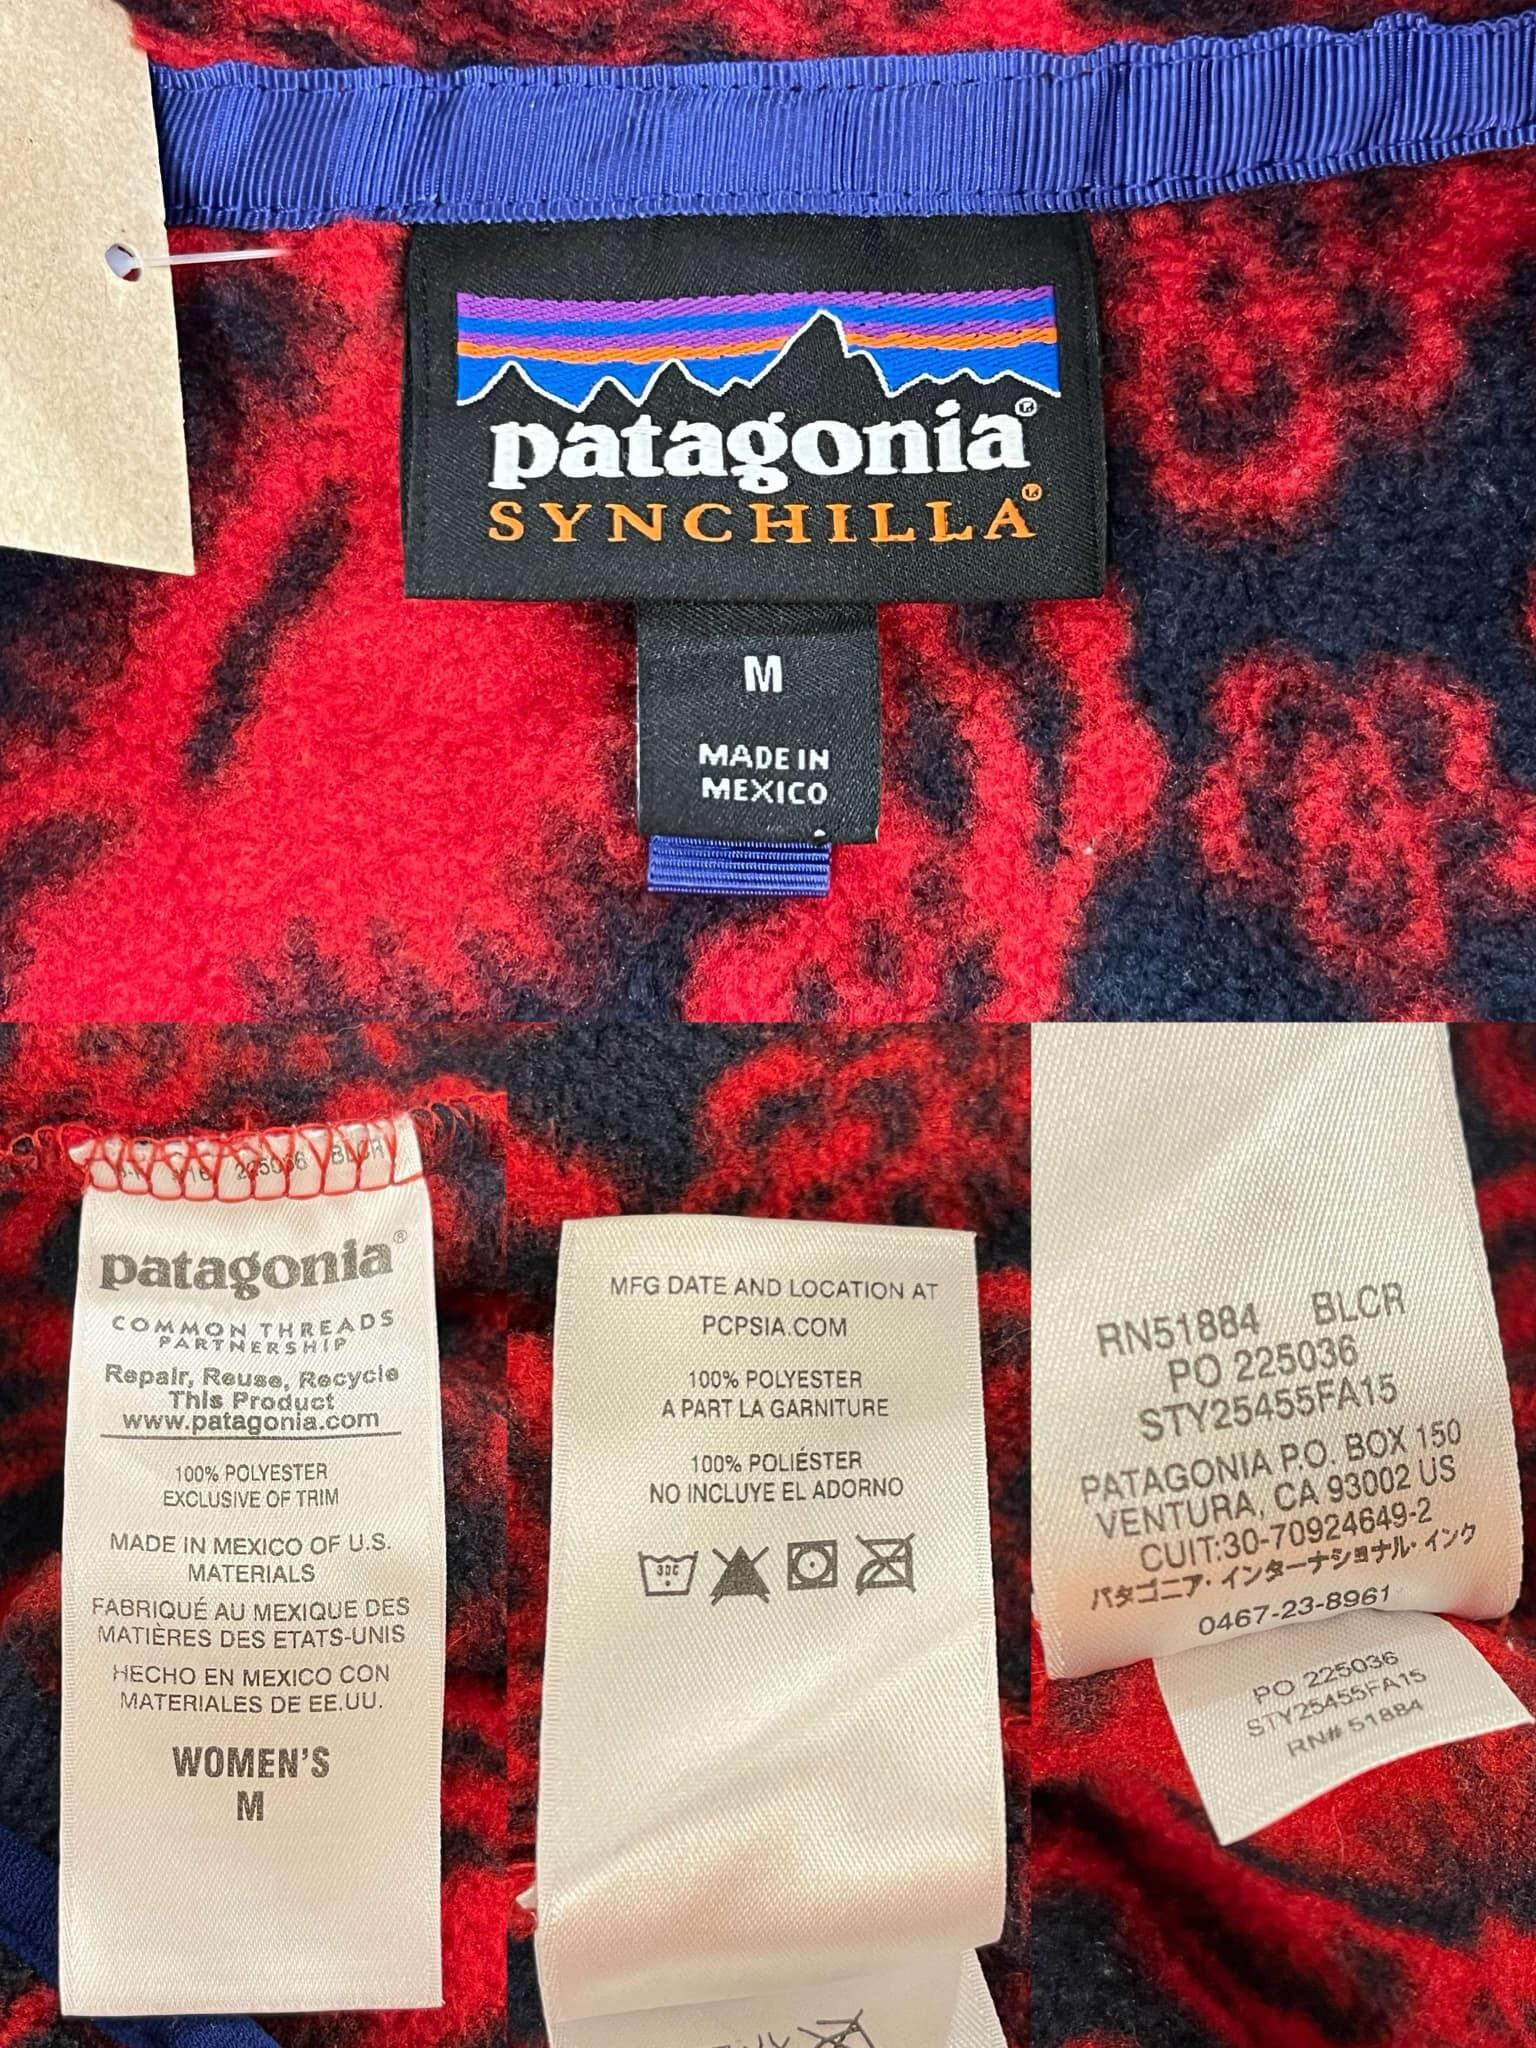 patagonia®
SYNCHILLA®
M
MADE IN
MEXICO
225036 BLCR
patagonia®
COMMON THREADS
PARTNERSHIP
Repair, Reuse, Recycle
This Product
www.patagonia.com
100% POLYESTER
EXCLUSIVE OF TRIM
MADE IN MEXICO OF U.S.
MATERIALS
FABRIQUÉ AU MEXIQUE DES
MATIÈRES DES ETATS-UNIS
HECHO EN MEXICO CON
MATERIALES DE EE.UU.
WOMEN'S
M
MFG DATE AND LOCATION AT
PCPSIA.COM
100% POLYESTER
A PART LA GARNITURE
100% POLIÉSTER
NO INCLUYE EL ADORNO
30C
RN51884 BLCR
PO 225036
STY25455FA15
PATAGONIA P.O. BOX 150
VENTURA, CA 93002 US
CUIT:30-70924649-2
パタゴニア・インターナショナル・インク
0467-23-8961
PO 225036
STY25455FA15
RN# 51884